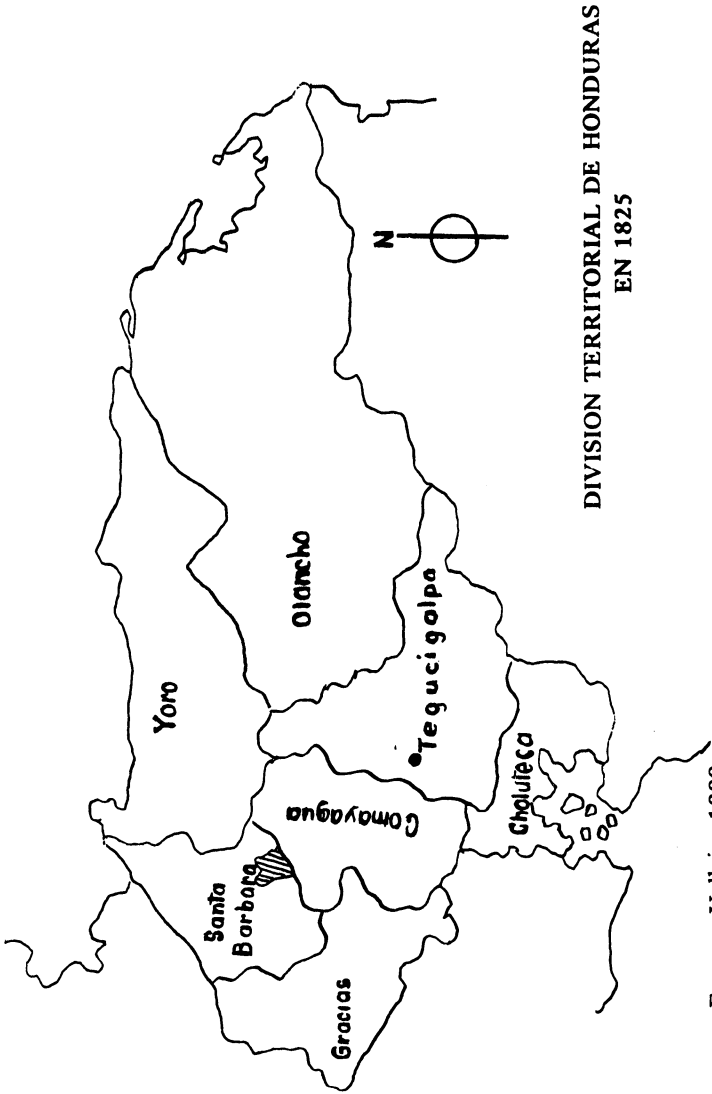 DIVISION TERRITORIAL DE HONDURAS
EN 1825
N
Yoro
Olancho
Santa
Barbara
Comayagua
Tegucigalpa
Gracias
Choluteca